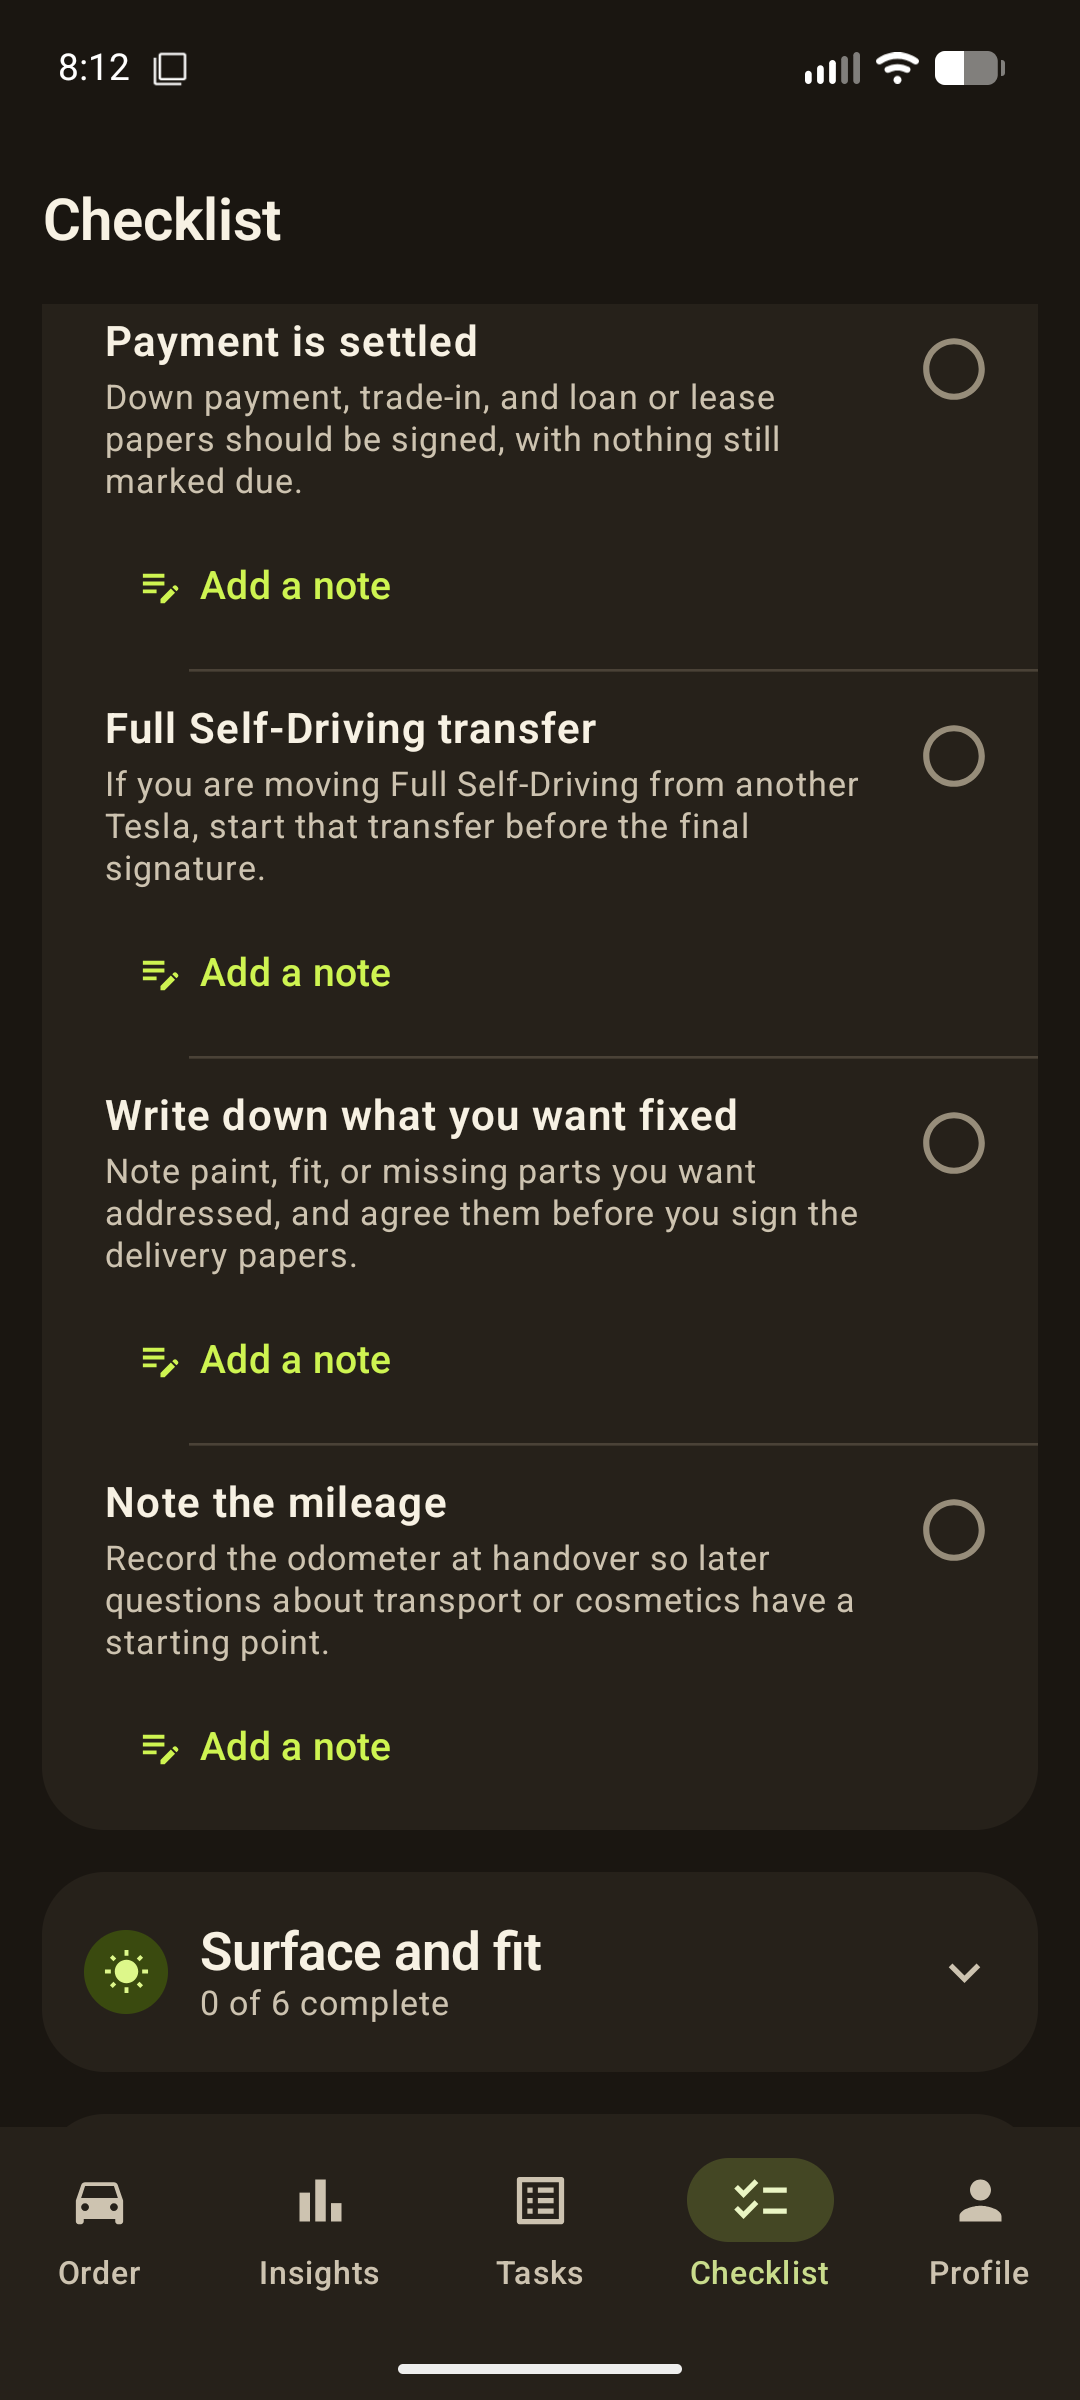 8:12
Checklist
Payment is settled
Down payment, trade-in, and loan or lease
papers should be signed, with nothing still
marked due.
Add a note
Full Self-Driving transfer
If you are moving Full Self-Driving from another
Tesla, start that transfer before the final
signature.
Add a note
Write down what you want fixed
Note paint, fit, or missing parts you want
addressed, and agree them before you sign the
delivery papers.
Add a note
Note the mileage
Record the odometer at handover so later
questions about transport or cosmetics have a
starting point.
Add a note
Surface and fit
0 of 6 complete
Order
Insights
Tasks
Checklist
Profile